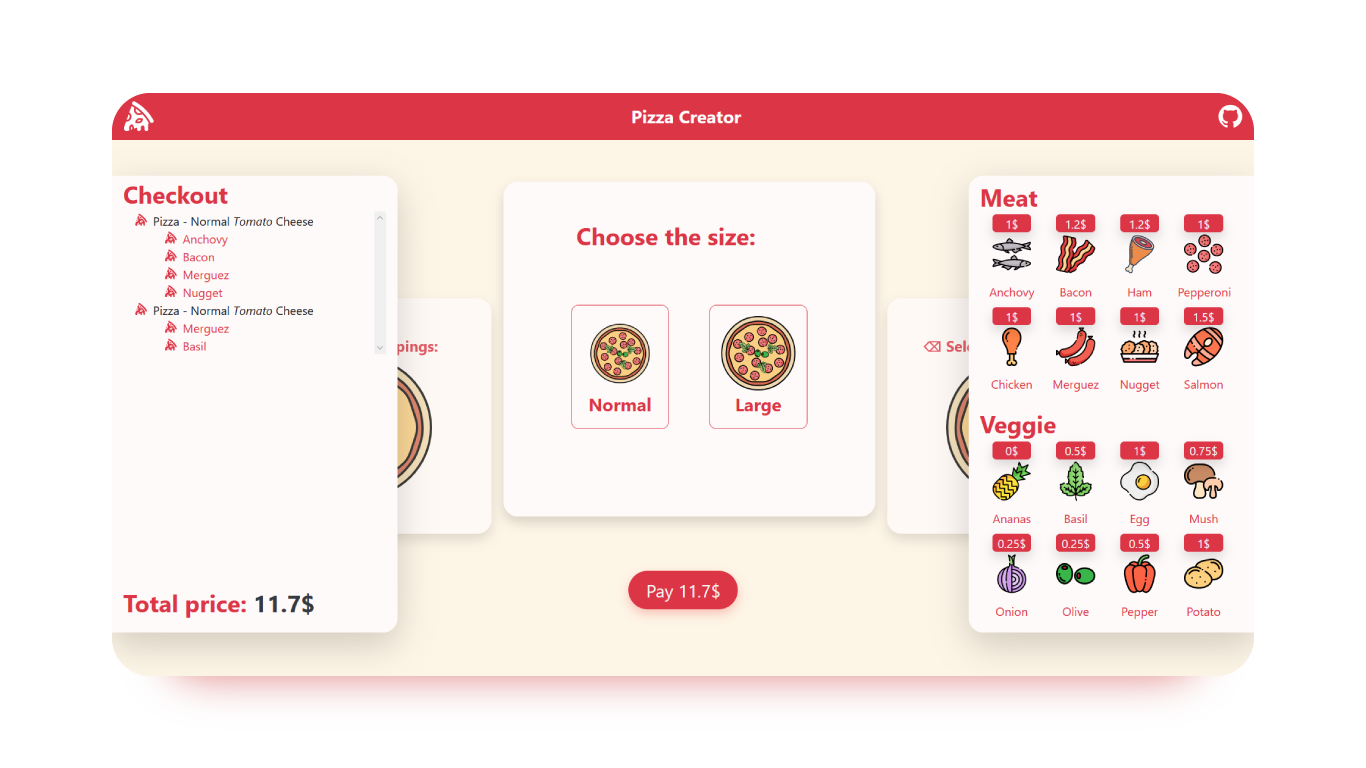 Pizza Creator
Checkout
Pizza - Normal Tomato Cheese
Anchovy
Bacon
Merguez
Nugget
Pizza - Normal Tomato Cheese
Merguez
Basil
Total price: 11.7$
pings:
Choose the size:
Normal
Large
Pay 11.7$
Sele
Meat
1$ 1.2$ 1.2$ 1$
Anchovy Bacon Ham Pepperoni
1$ 1$ 1$ 1.5$
Chicken Merguez Nugget Salmon
Veggie
0$ 0.5$ 1$ 0.75$
Ananas Basil Egg Mush
0.25$ 0.25$ 0.5$ 1$
Onion Olive Pepper Potato